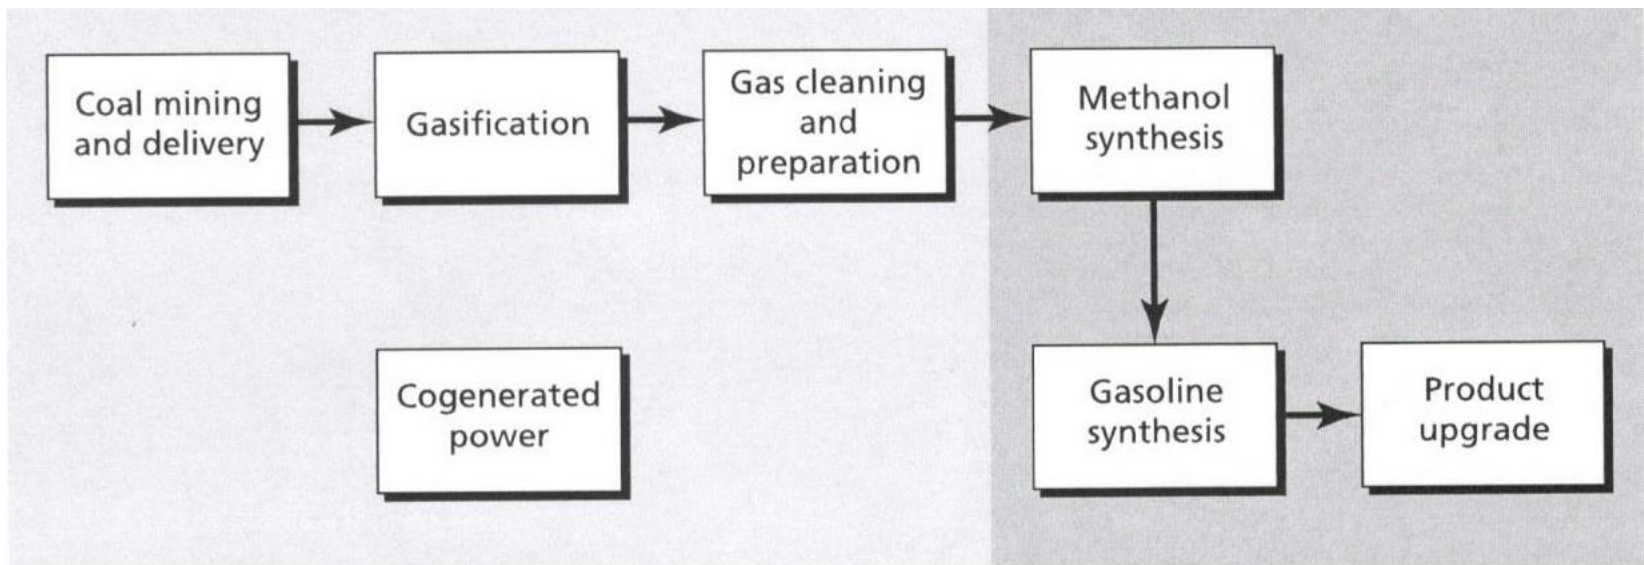 Coal mining
and delivery
Gasification
Gas cleaning
and
preparation
Methanol
synthesis
Cogenerated
power
Gasoline
synthesis
Product
upgrade